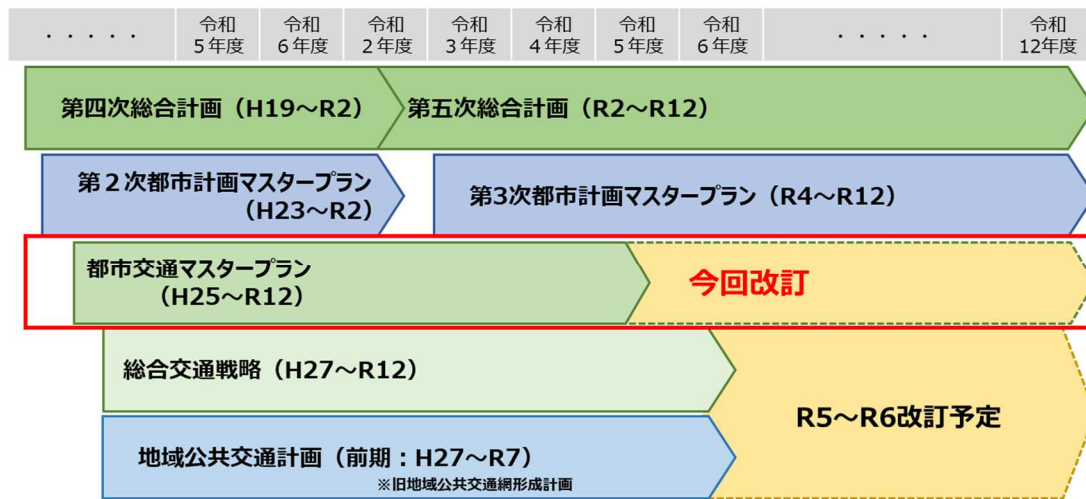 ・・・・・
令和
5年度
令和
6年度
令和
2年度
令和
3年度
令和
4年度
令和
5年度
令和
6年度
・・・・・
令和
12年度
第四次総合計画（H19～R2）
第五次総合計画（R2～R12）
第２次都市計画マスタープラン
（H23～R2）
第3次都市計画マスタープラン（R4～R12）
都市交通マスタープラン
（H25～R12）
今回改訂
総合交通戦略（H27～R12）
R5～R6改訂予定
地域公共交通計画（前期：H27～R7）
※旧地域公共交通網形成計画